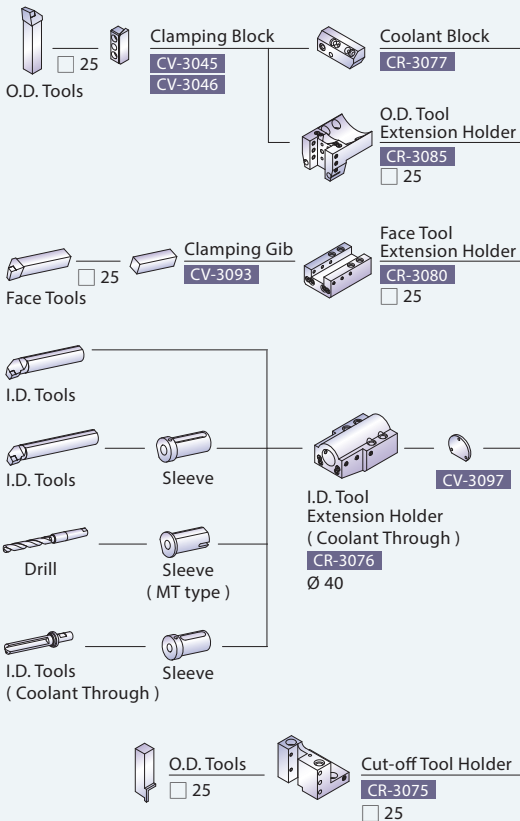 Clamping Block
CV-3045
CV-3046
□ 25
O.D. Tools
Coolant Block
CR-3077
O.D. Tool
Extension Holder
CR-3085
□ 25
Face Tools
□ 25
Clamping Gib
CV-3093
Face Tool
Extension Holder
CR-3080
□ 25
I.D. Tools
I.D. Tools
Sleeve
Drill
Sleeve
( MT type )
I.D. Tools
( Coolant Through )
Sleeve
I.D. Tool
Extension Holder
( Coolant Through )
CR-3076
Ø 40
CV-3097
O.D. Tools
□ 25
Cut-off Tool Holder
CR-3075
□ 25